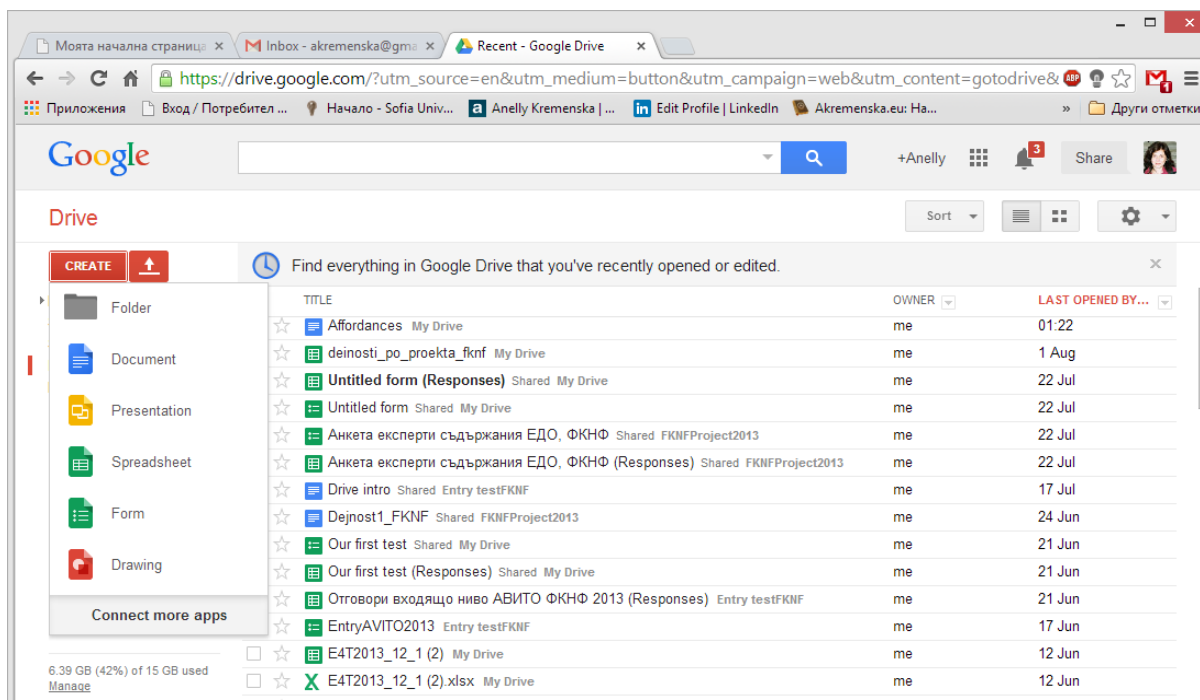 Моята начална страница
Inbox - akremenska@gma
Recent - Google Drive
https://drive.google.com/?utm_source=en&utm_medium=button&utm_campaign=web&utm_content=gotodrive&
ABP
1
Приложения
Вход / Потребител ...
Начало - Sofia Univ...
a
Anelly Kremenska | ...
in
Edit Profile | LinkedIn
Akremenska.eu: На...
»
Други отметки
Google
+Anelly
3
Share
Drive
Sort
CREATE
Find everything in Google Drive that you've recently opened or edited.
Folder
Document
Presentation
Spreadsheet
Form
Drawing
Connect more apps
6.39 GB (42%) of 15 GB used
Manage
TITLE OWNER LAST OPENED BY...
Affordances My Drive me 01:22
deinosti_po_proekta_fknf My Drive me 1 Aug
Untitled form (Responses) Shared My Drive me 22 Jul
Untitled form Shared My Drive me 22 Jul
Анкета експерти съдържания ЕДО, ФКНФ Shared FKNFProject2013 me 22 Jul
Анкета експерти съдържания ЕДО, ФКНФ (Responses) Shared FKNFProject2013 me 22 Jul
Drive intro Shared Entry testFKNF me 17 Jul
Dejnost1_FKNF Shared FKNFProject2013 me 24 Jun
Our first test Shared My Drive me 21 Jun
Our first test (Responses) Shared My Drive me 21 Jun
Отговори входящо ниво АВИТО ФКНФ 2013 (Responses) Entry testFKNF me 21 Jun
EntryAVITO2013 Entry testFKNF me 17 Jun
E4T2013_12_1 (2) My Drive me 12 Jun
E4T2013_12_1 (2).xlsx My Drive me 12 Jun